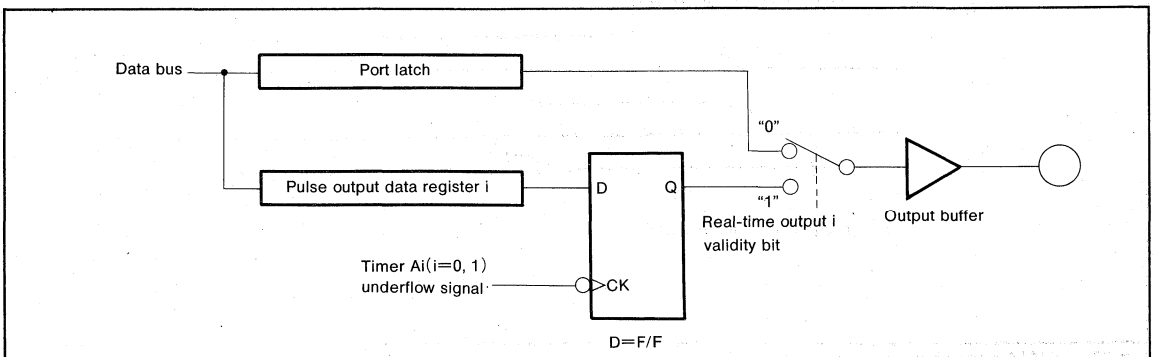 Data bus
Port latch
“0”
Pulse output data register i
D
Q
“1”
Real-time output i
validity bit
Output buffer
Timer Ai(i=0, 1)
underflow signal
CK
D=F/F